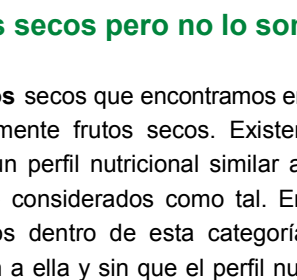 s secos pero no lo son
os secos que encontramos en
mente frutos secos. Existen
un perfil nutricional similar a
considerados como tal. En
os dentro de esta categoría
n a ella y sin que el perfil nu